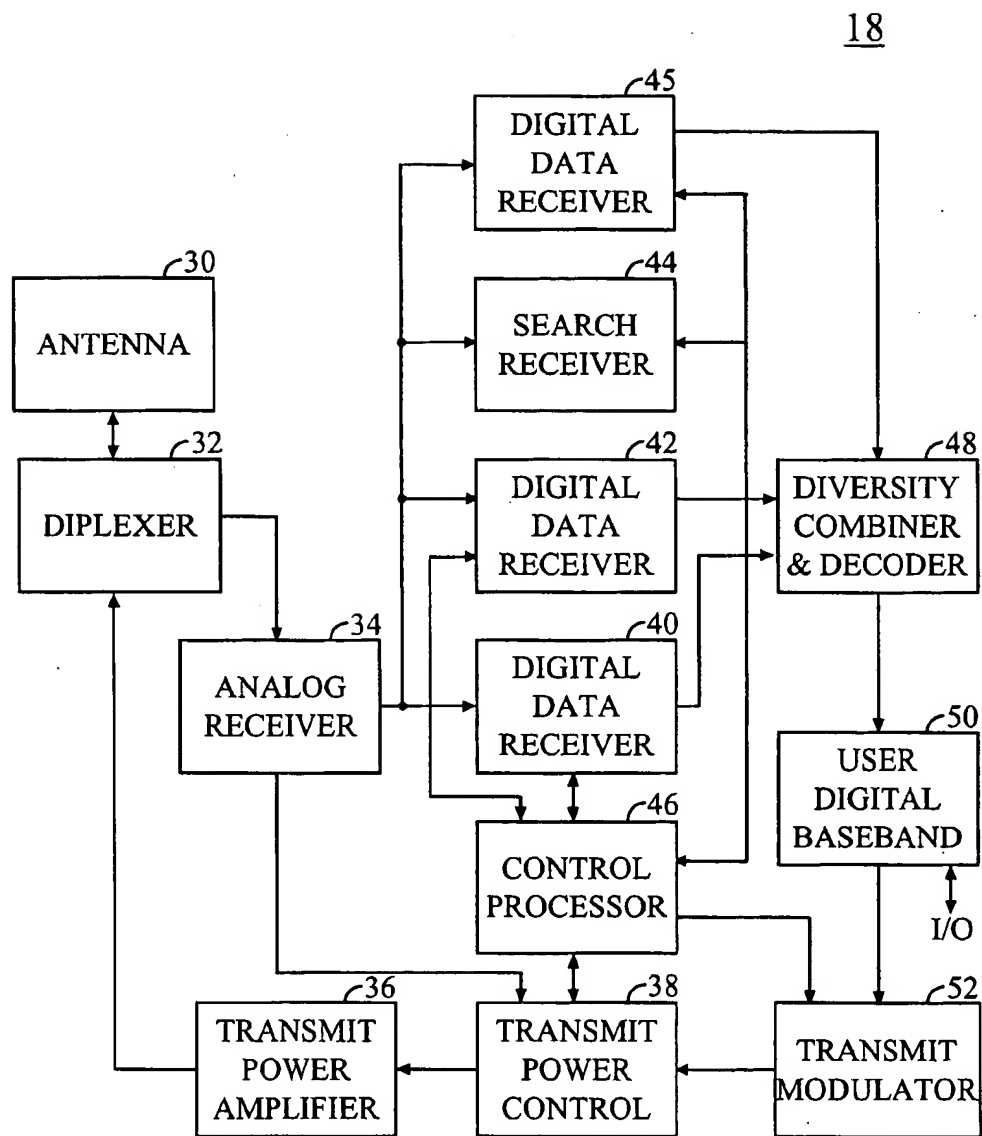 18
45
DIGITAL
DATA
RECEIVER
44
SEARCH
RECEIVER
30
ANTENNA
32
DIPLEXER
42
DIGITAL
DATA
RECEIVER
48
DIVERSITY
COMBINER
& DECODER
34
ANALOG
RECEIVER
40
DIGITAL
DATA
RECEIVER
50
USER
DIGITAL
BASEBAND
I/O
46
CONTROL
PROCESSOR
36
TRANSMIT
POWER
AMPLIFIER
38
TRANSMIT
POWER
CONTROL
52
TRANSMIT
MODULATOR